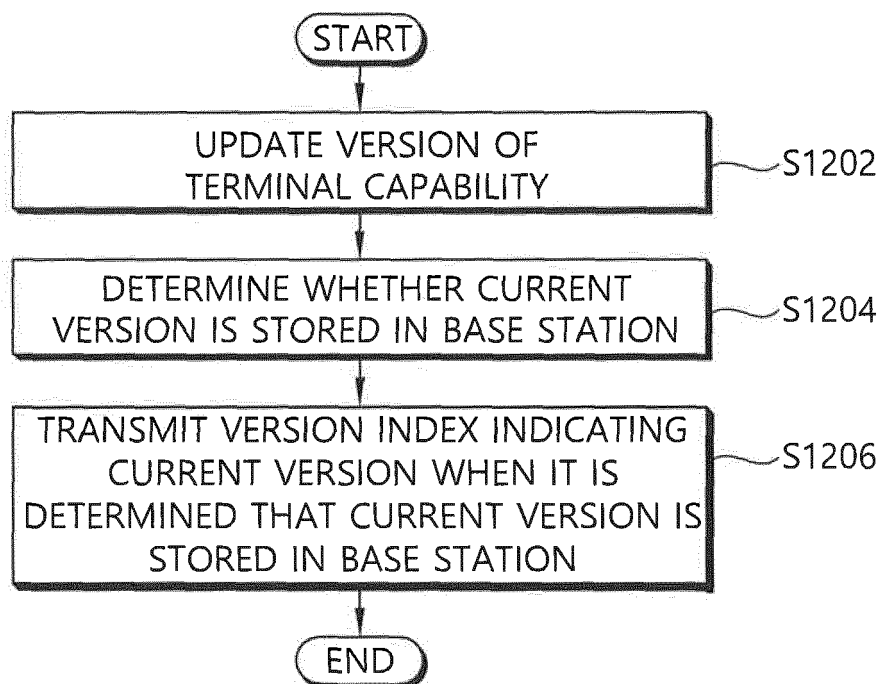 START
UPDATE VERSION OF
TERMINAL CAPABILITY
S1202
DETERMINE WHETHER CURRENT
VERSION IS STORED IN BASE STATION
S1204
TRANSMIT VERSION INDEX INDICATING
CURRENT VERSION WHEN IT IS
DETERMINED THAT CURRENT VERSION IS
STORED IN BASE STATION
S1206
END